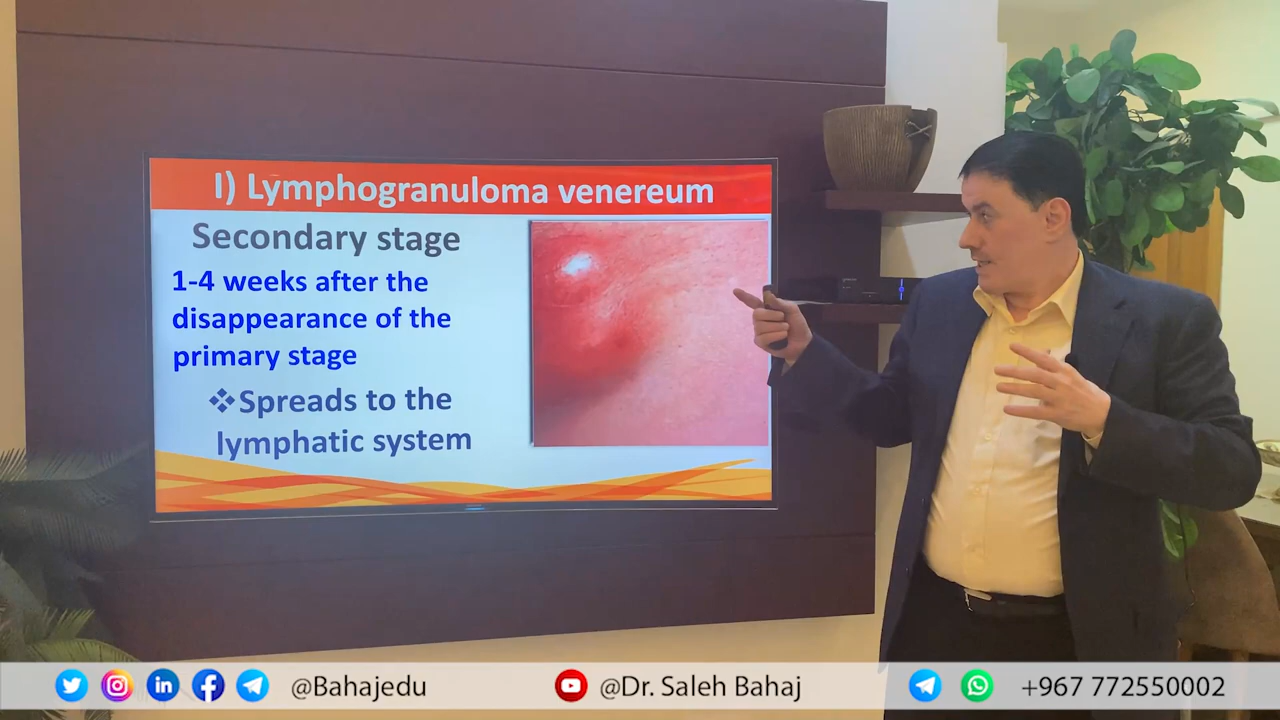 I) Lymphogranuloma venereum
Secondary stage
1-4 weeks after the
disappearance of the
primary stage
❖Spreads to the
lymphatic system
@Bahajedu
@Dr. Saleh Bahaj
+967 772550002